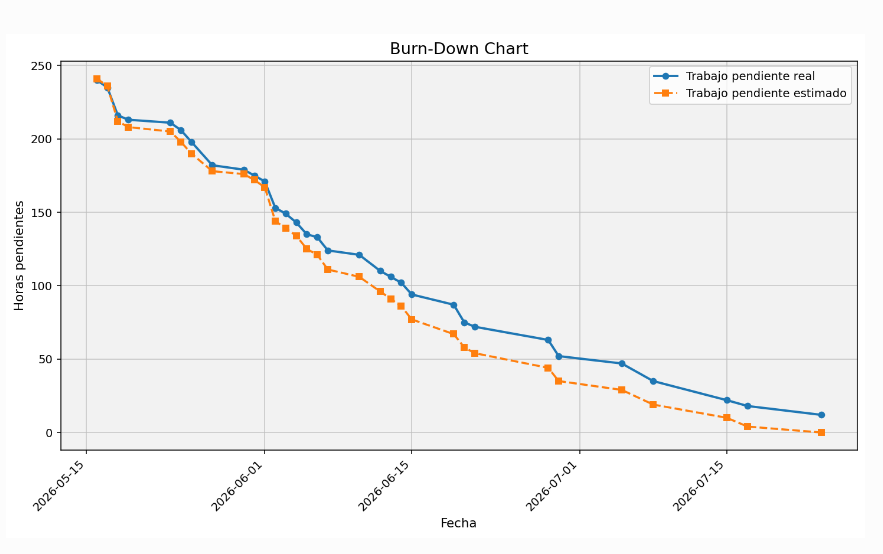 Burn-Down Chart
Trabajo pendiente real
Trabajo pendiente estimado
250
200
150
100
50
0
Horas pendientes
2026-05-15
2026-06-01
2026-06-15
2026-07-01
2026-07-15
Fecha